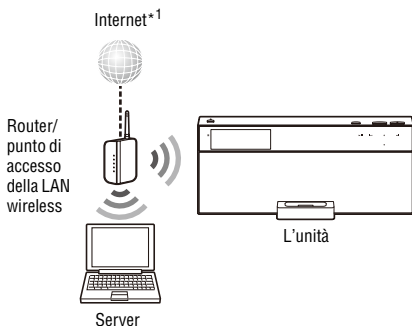 Internet*1
Router/
punto di
accesso
della LAN
wireless
L'unità
Server